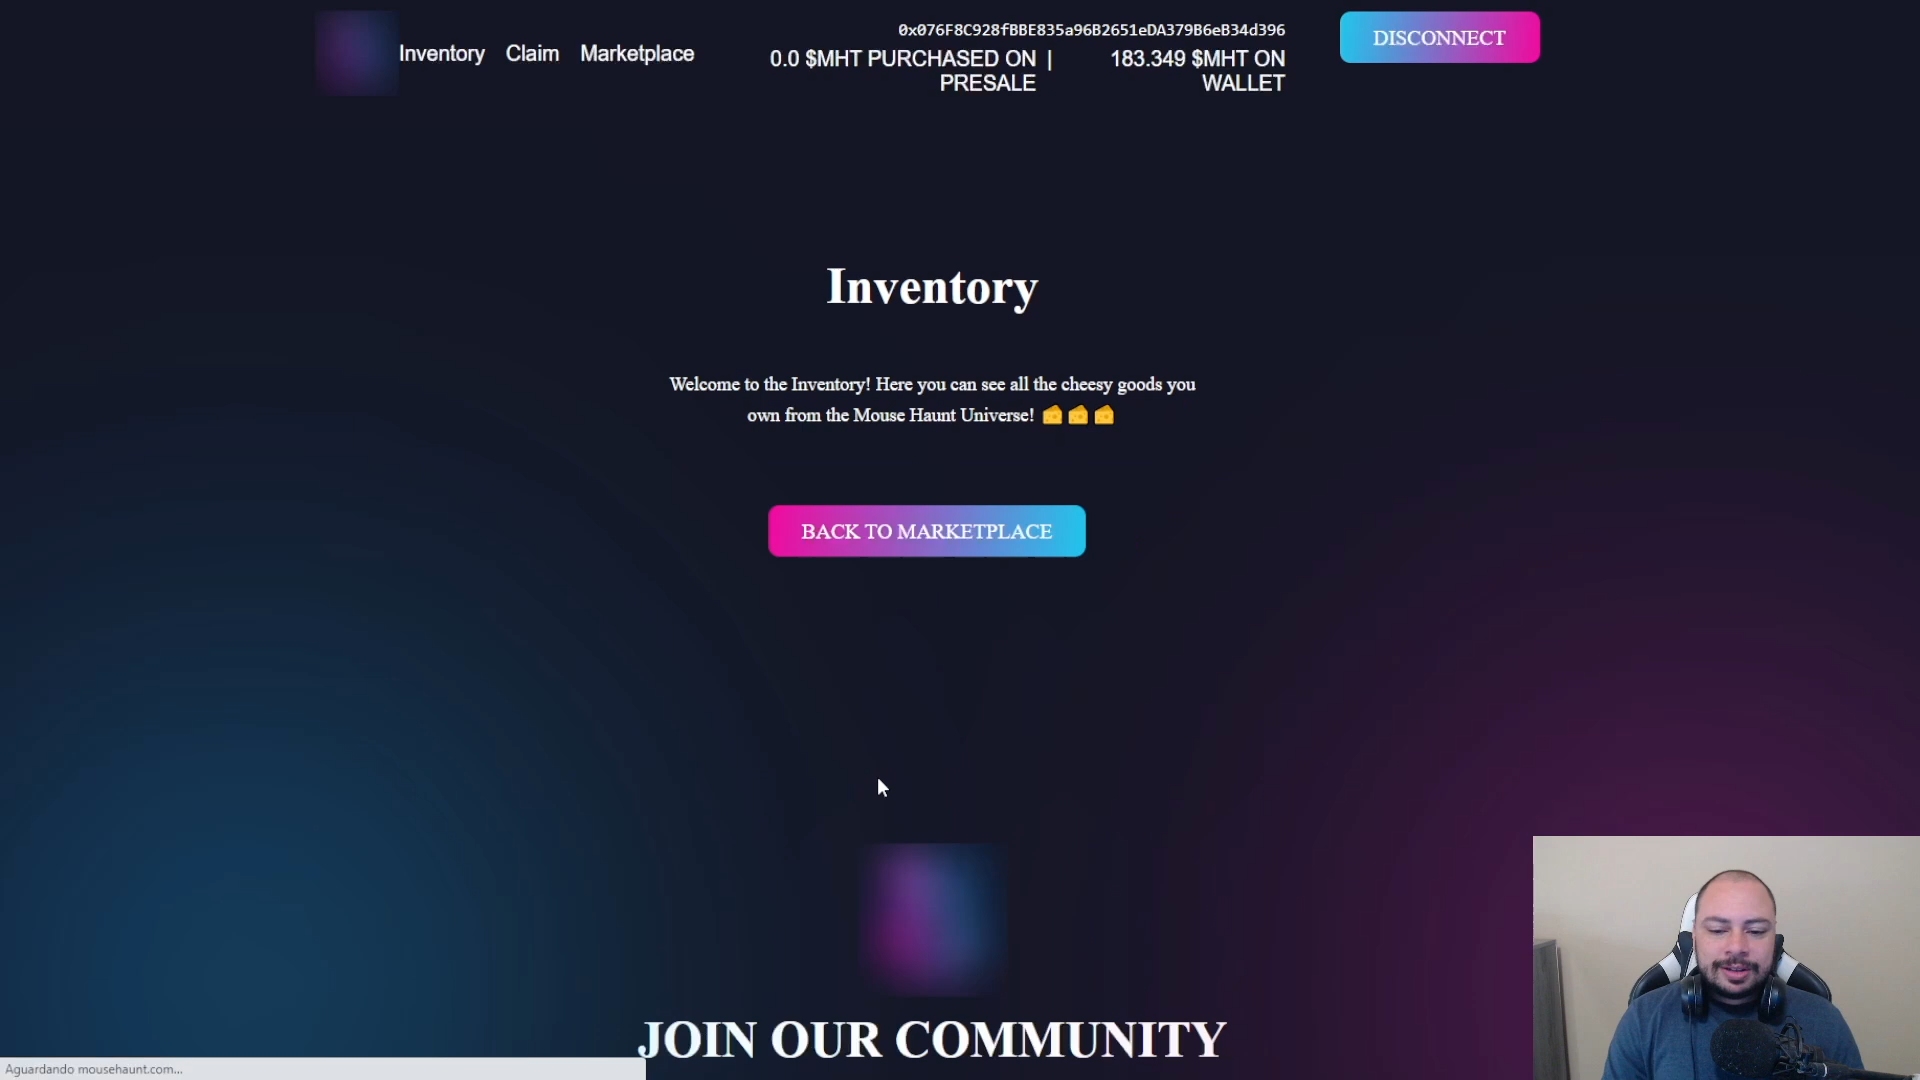 0x076F8C928fBBE835a96B2651eDA379B6eB34d396
DISCONNECT
Inventory Claim Marketplace
0.0 $MHT PURCHASED ON PRESALE |
183.349 $MHT ON WALLET
Inventory
Welcome to the Inventory! Here you can see all the cheesy goods you
own from the Mouse Haunt Universe! 🧀🧀🧀
BACK TO MARKETPLACE
JOIN OUR COMMUNITY
Aguardando mousehaunt.com...